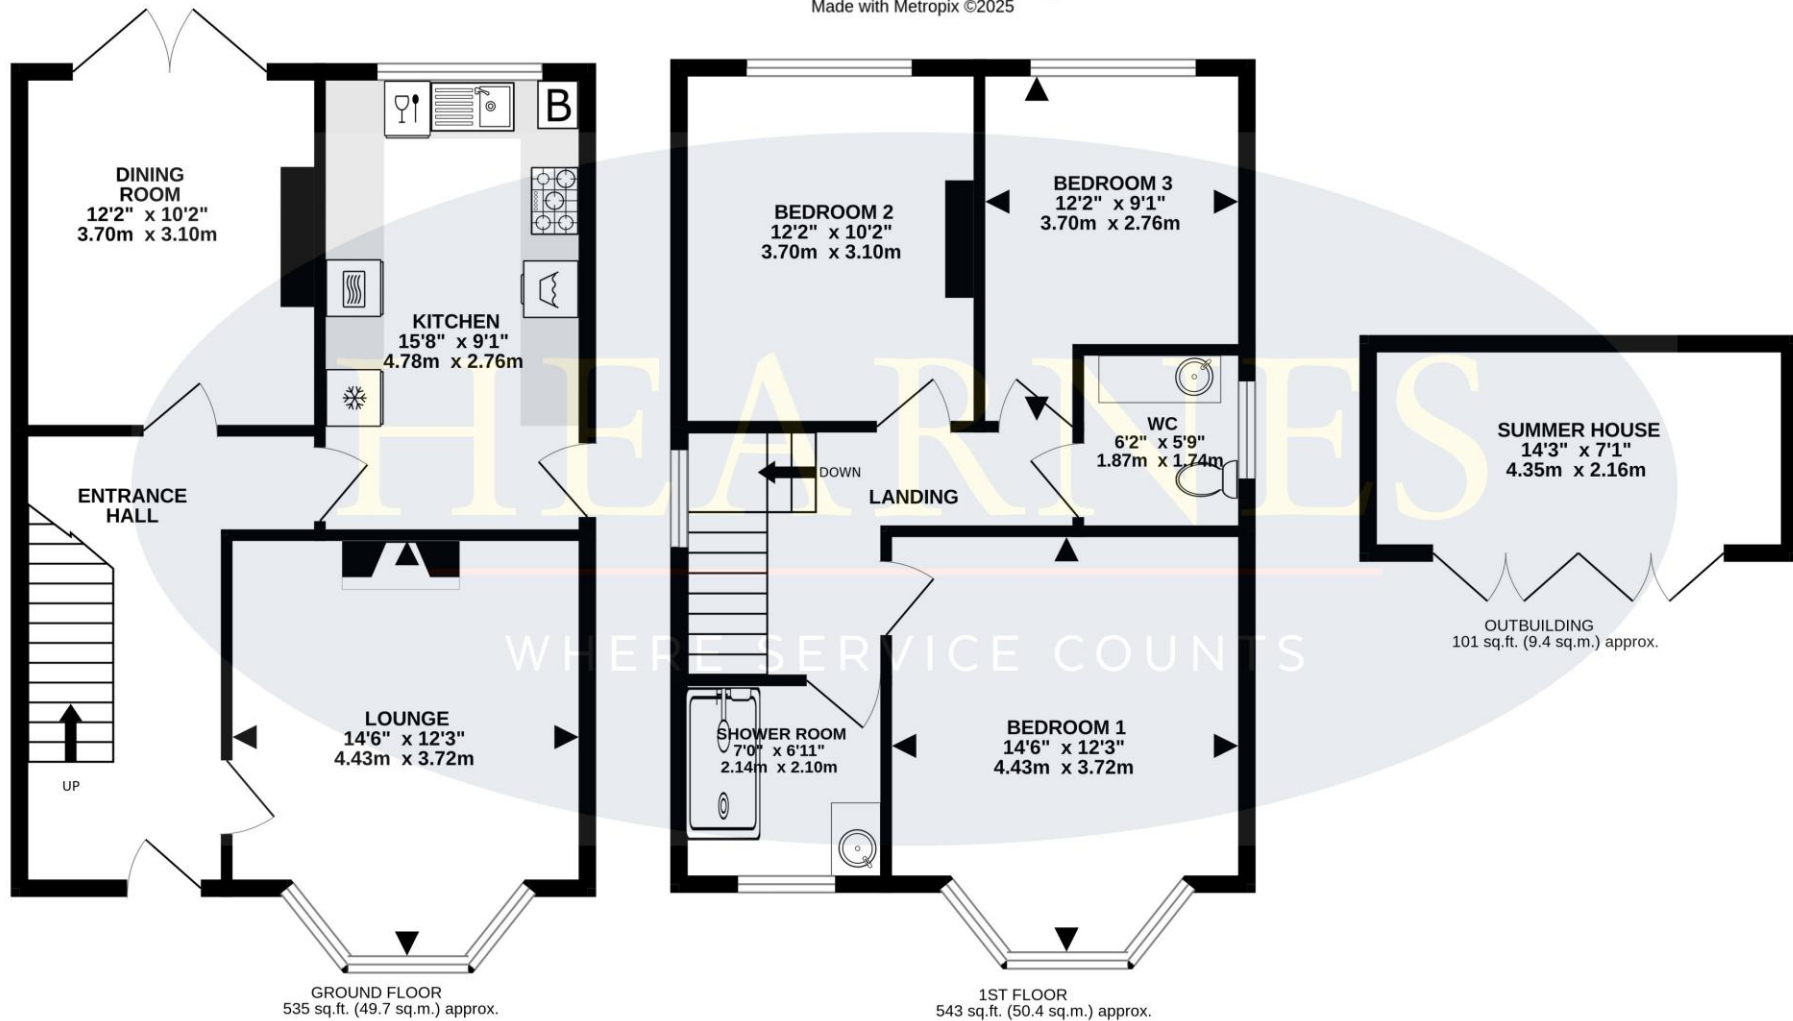 Made with Metropix ©2025
DINING
ROOM
12'2" x 10'2"
3.70m x 3.10m
B
KITCHEN
15'8" x 9'1"
4.78m x 2.76m
ENTRANCE
HALL
UP
LOUNGE
14'6" x 12'3"
4.43m x 3.72m
GROUND FLOOR
535 sq.ft. (49.7 sq.m.) approx.
BEDROOM 2
12'2" x 10'2"
3.70m x 3.10m
BEDROOM 3
12'2" x 9'1"
3.70m x 2.76m
WC
6'2" x 5'9"
1.87m x 1.74m
DOWN
LANDING
SHOWER ROOM
7'0" x 6'11"
2.14m x 2.10m
BEDROOM 1
14'6" x 12'3"
4.43m x 3.72m
1ST FLOOR
543 sq.ft. (50.4 sq.m.) approx.
SUMMER HOUSE
14'3" x 7'1"
4.35m x 2.16m
OUTBUILDING
101 sq.ft. (9.4 sq.m.) approx.
HEARNES
WHERE SERVICE COUNTS